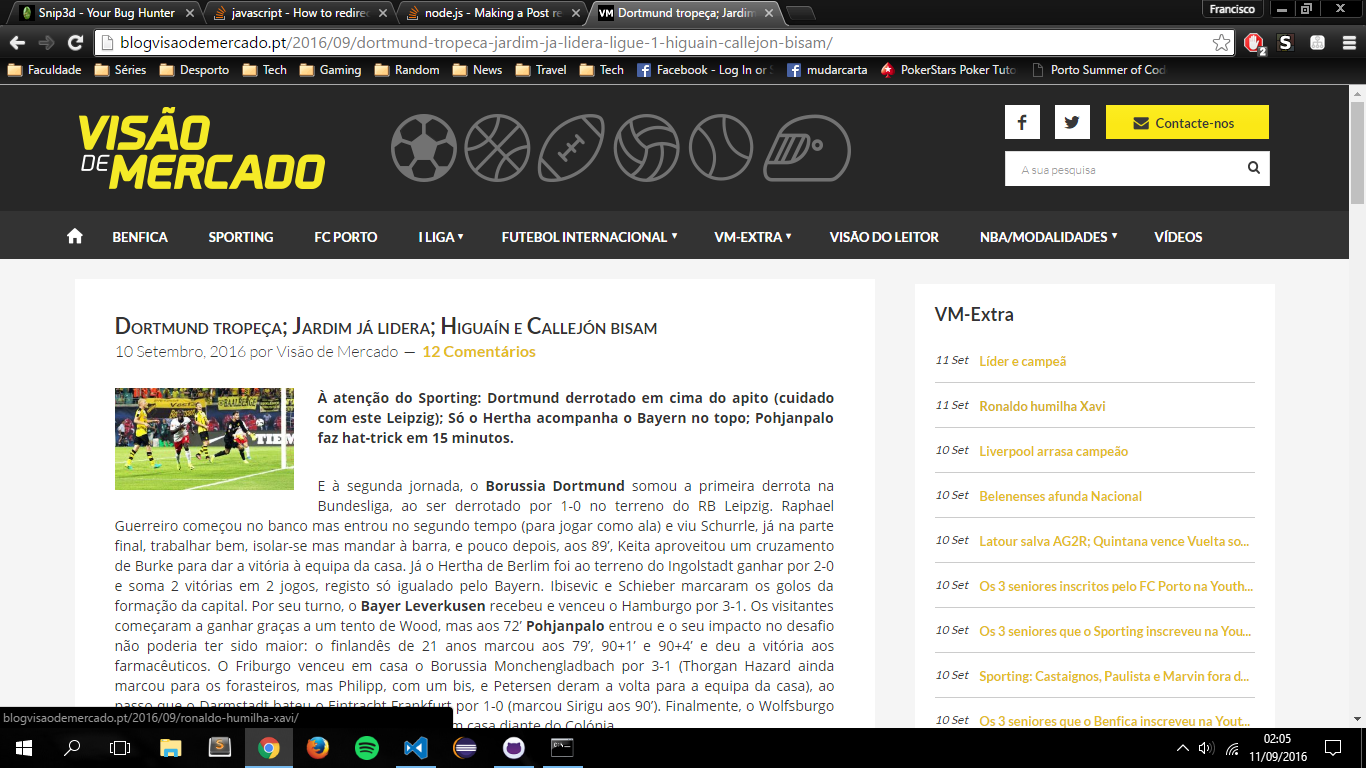 Snip3d - Your Bug Hunter
javascript - How to redirec
node.js - Making a Post re
VM Dortmund tropeça; Jardim
Francisco
blogvisaodemercado.pt/2016/09/dortmund-tropeca-jardim-ja-lidera-ligue-1-higuain-callejon-bisam/
2
S
Faculdade Séries Desporto Tech Gaming Random News Travel Tech Facebook - Log In or S mudarcarta PokerStars Poker Tuto Porto Summer of Cod
VISÃO
DE MERCADO
Contacte-nos
A sua pesquisa
BENFICA SPORTING FC PORTO I LIGA FUTEBOL INTERNACIONAL VM-EXTRA VISÃO DO LEITOR NBA/MODALIDADES VÍDEOS
Dortmund tropeça; Jardim já lidera; Higuaín e Callejón bisam
10 Setembro, 2016 por Visão de Mercado — 12 Comentários
À atenção do Sporting: Dortmund derrotado em cima do apito (cuidado
com este Leipzig); Só o Hertha acompanha o Bayern no topo; Pohjanpalo
faz hat-trick em 15 minutos.
E à segunda jornada, o Borussia Dortmund somou a primeira derrota na
Bundesliga, ao ser derrotado por 1-0 no terreno do RB Leipzig. Raphael
Guerreiro começou no banco mas entrou no segundo tempo (para jogar como ala) e viu Schurrle, já na parte
final, trabalhar bem, isolar-se mas mandar à barra, e pouco depois, aos 89’, Keita aproveitou um cruzamento
de Burke para dar a vitória à equipa da casa. Já o Hertha de Berlim foi ao terreno do Ingolstadt ganhar por 2-0
e soma 2 vitórias em 2 jogos, registo só igualado pelo Bayern. Ibisevic e Schieber marcaram os golos da
formação da capital. Por seu turno, o Bayer Leverkusen recebeu e venceu o Hamburgo por 3-1. Os visitantes
começaram a ganhar graças a um tento de Wood, mas aos 72’ Pohjanpalo entrou e o seu impacto no desafio
não poderia ter sido maior: o finlandês de 21 anos marcou aos 79’, 90+1’ e 90+4’ e deu a vitória aos
farmacêuticos. O Friburgo venceu em casa o Borussia Monchengladbach por 3-1 (Thorgan Hazard ainda
marcou para os forasteiros, mas Philipp, com um bis, e Petersen deram a volta para a equipa da casa), ao
passo que o Darmstadt bateu o Eintracht Frankfurt por 1-0 (marcou Sirigu aos 90’). Finalmente, o Wolfsburgo
casa diante do Colónia
VM-Extra
11 Set Líder e campeã
11 Set Ronaldo humilha Xavi
10 Set Liverpool arrasa campeão
10 Set Belenenses afunda Nacional
10 Set Latour salva AG2R; Quintana vence Vuelta so...
10 Set Os 3 seniores inscritos pelo FC Porto na Youth...
10 Set Os 3 seniores que o Sporting inscreveu na You...
10 Set Sporting: Castaignos, Paulista e Marvin fora d...
10 Set Os 3 seniores que o Benfica inscreveu na Yout...
blogvisaodemercado.pt/2016/09/ronaldo-humilha-xavi/
02:05
11/09/2016